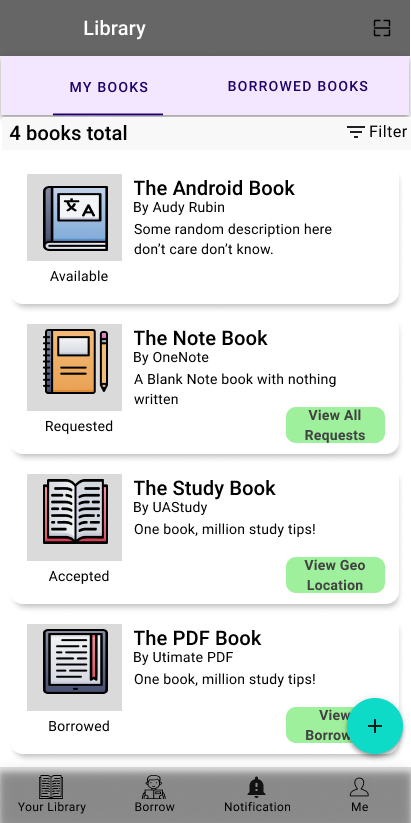 Library
MY BOOKS
BORROWED BOOKS
4 books total
Filter
The Android Book
By Audy Rubin
Some random description here
don't care don't know.
Available
The Note Book
By OneNote
A Blank Note book with nothing
written
Requested
View All
Requests
The Study Book
By UAStudy
One book, million study tips!
Accepted
View Geo
Location
The PDF Book
By Utimate PDF
One book, million study tips!
Borrowed
View
Your Library
Borrow
Notification
Me